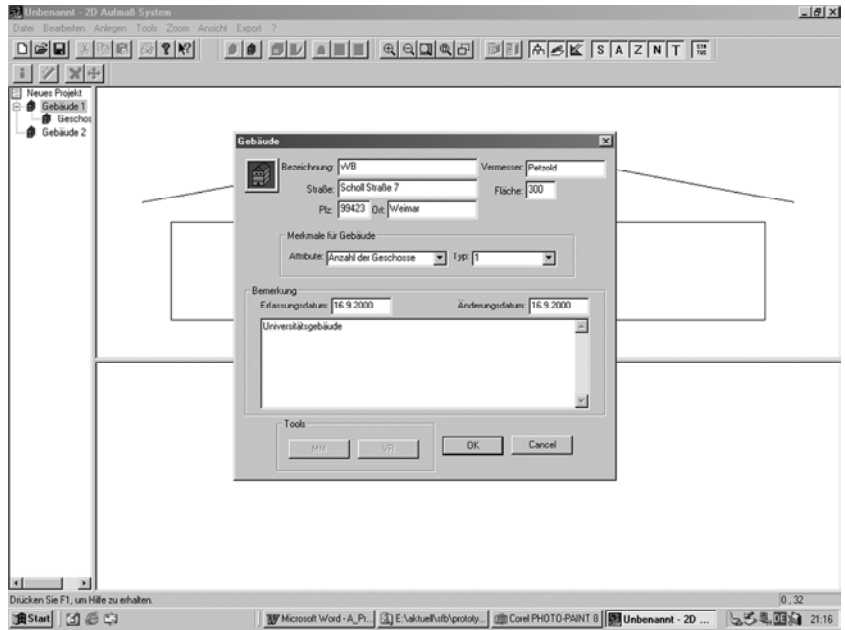 Unbenannt - 2D Aufmaß System
Datei Bearbeiten Anlegen Tools Zoom Ansicht Export ?
S A Z N T
Neues Projekt
Gebäude 1
Geschos
Gebäude 2
Gebäude
Bezeichnung: VVB Vermesser: Petzold
Straße: Scholl Straße 7 Fläche: 300
Plz: 99423 Ort: Weimar
Merkmale für Gebäude
Attribute: Anzahl der Geschosse Typ: 1
Bemerkung
Erfassungsdatum: 16.9.2000 Änderungsdatum: 16.9.2000
Universitätsgebäude
Tools
MM VR OK Cancel
Drücken Sie F1, um Hilfe zu erhalten. 0, 32
Start Microsoft Word - A_Pr... E:\aktuell\sfb\prototy... Corel PHOTO-PAINT 8 Unbenannt - 2D ... DE 21:16